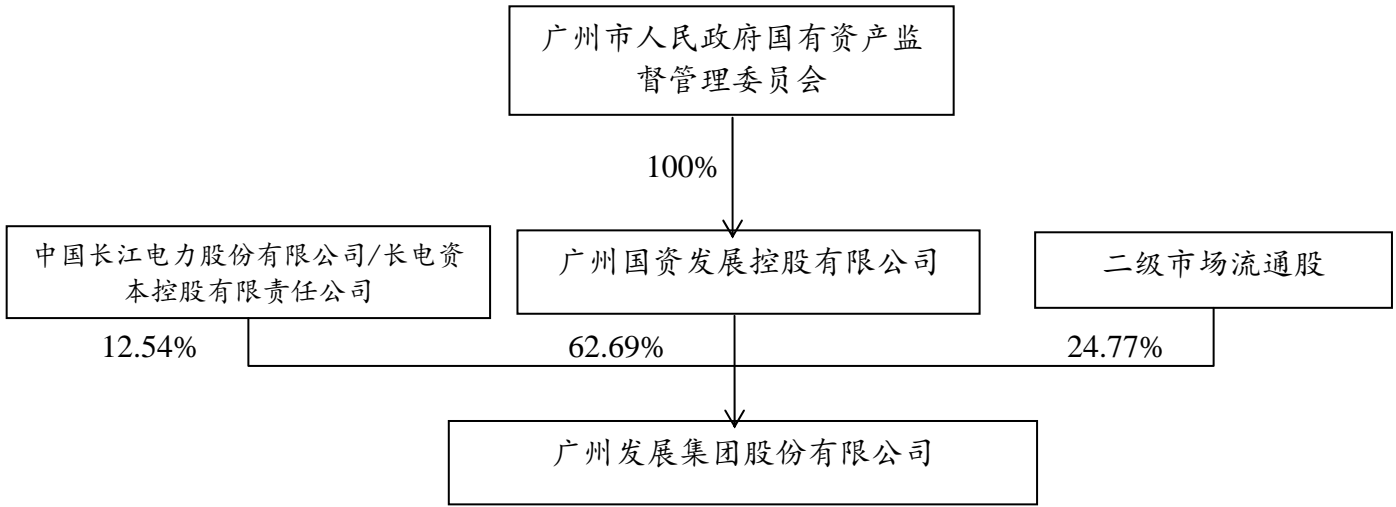 广州市人民政府国有资产监
督管理委员会
100%
中国长江电力股份有限公司/长电资
本控股有限责任公司
广州国资发展控股有限公司
二级市场流通股
12.54%
62.69%
24.77%
广州发展集团股份有限公司